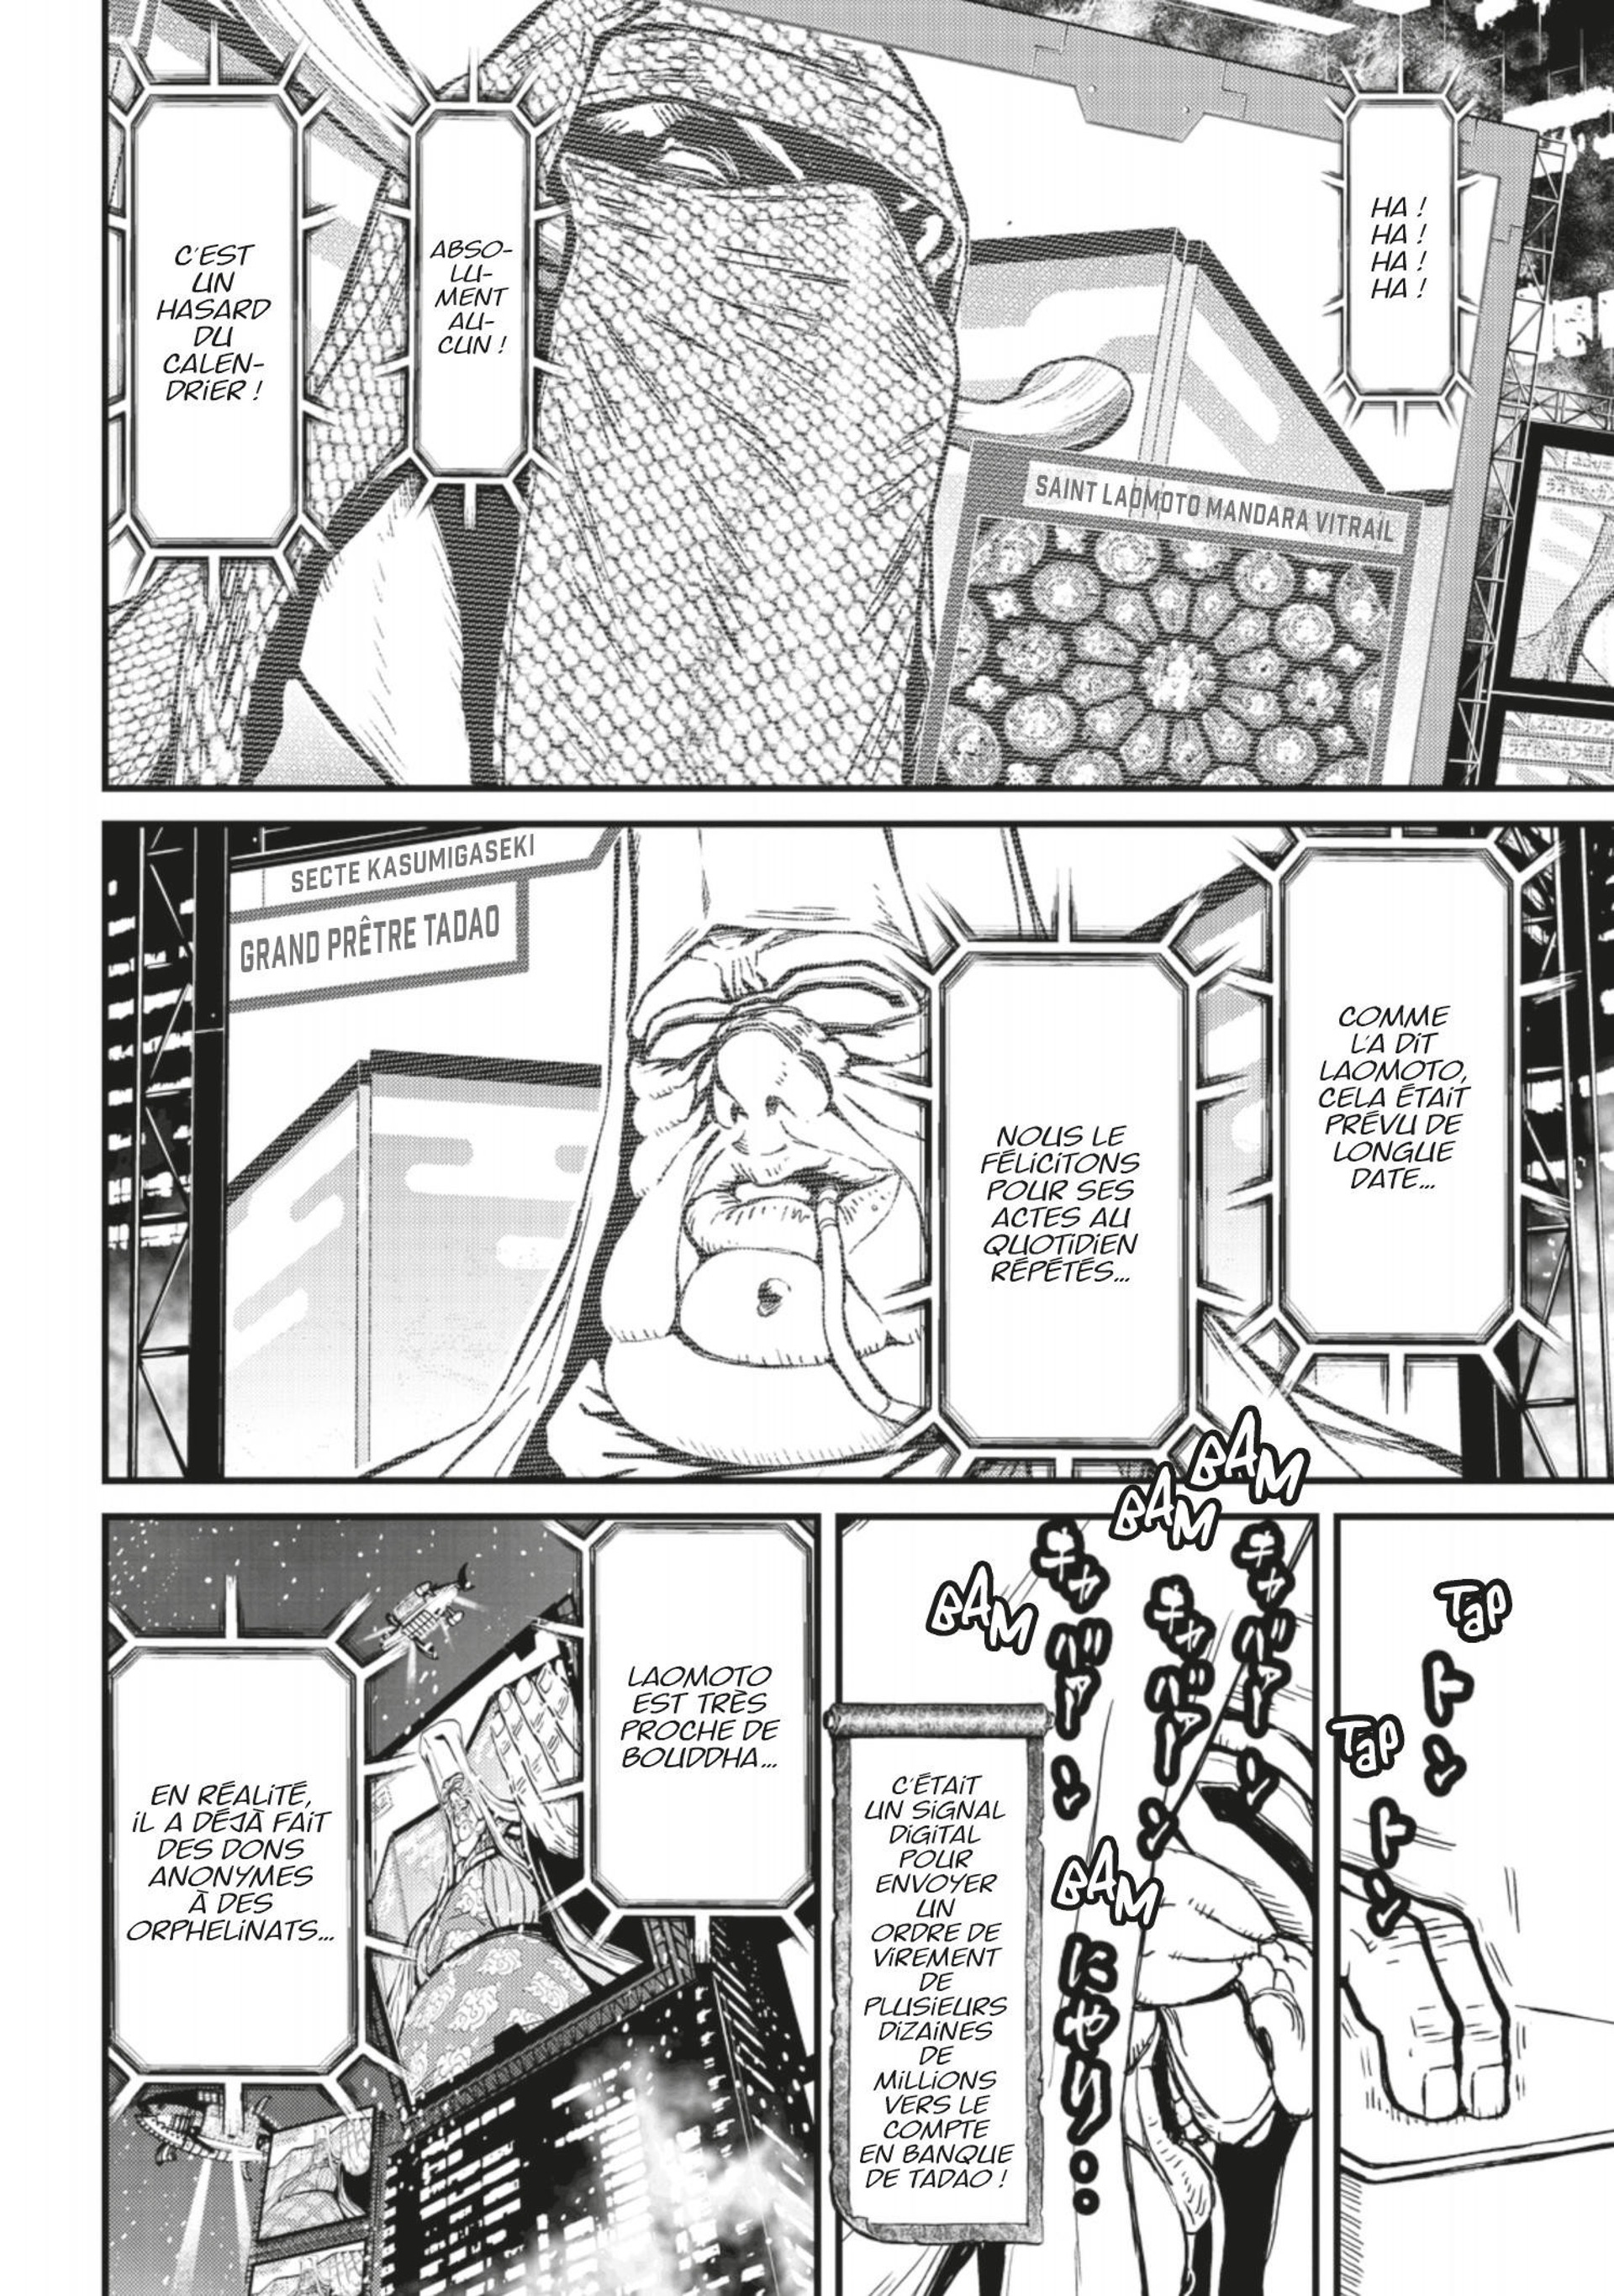 HA !
HA !
HA !
HA !
ABSO-
LU-
MENT
AU-
CUN !
C'EST
UN
HASARD
DU
CALEN-
DRIER !
SAINT LAOMOTO MANDARA VITRAIL
SECTE KASUMIGASEKI
GRAND PRÊTRE TADAO
COMME
L'A DIT
LAOMOTO,
CELA ÉTAIT
PRÉVU DE
LONGUE
DATE...
NOUS LE
FÉLICITONS
POUR SES
ACTES AU
QUOTIDIEN
RÉPÉTÉS...
TAP
トン
TAP
トン
BAM
キャバァーン
BAM
キャバァーン
BAM
キャバァーン
BAM
にやり..
C'ÉTAIT
UN SIGNAL
DIGITAL
POUR
ENVOYER
UN
ORDRE DE
VIREMENT
DE
PLUSIEURS
DIZAINES
DE
MILLIONS
VERS LE
COMPTE
EN BANQUE
DE TADAO !
LAOMOTO
EST TRÈS
PROCHE DE
BOUDDHA...
EN RÉALITÉ,
IL A DÉJÀ FAIT
DES DONS
ANONYMES
À DES
ORPHELINATS...